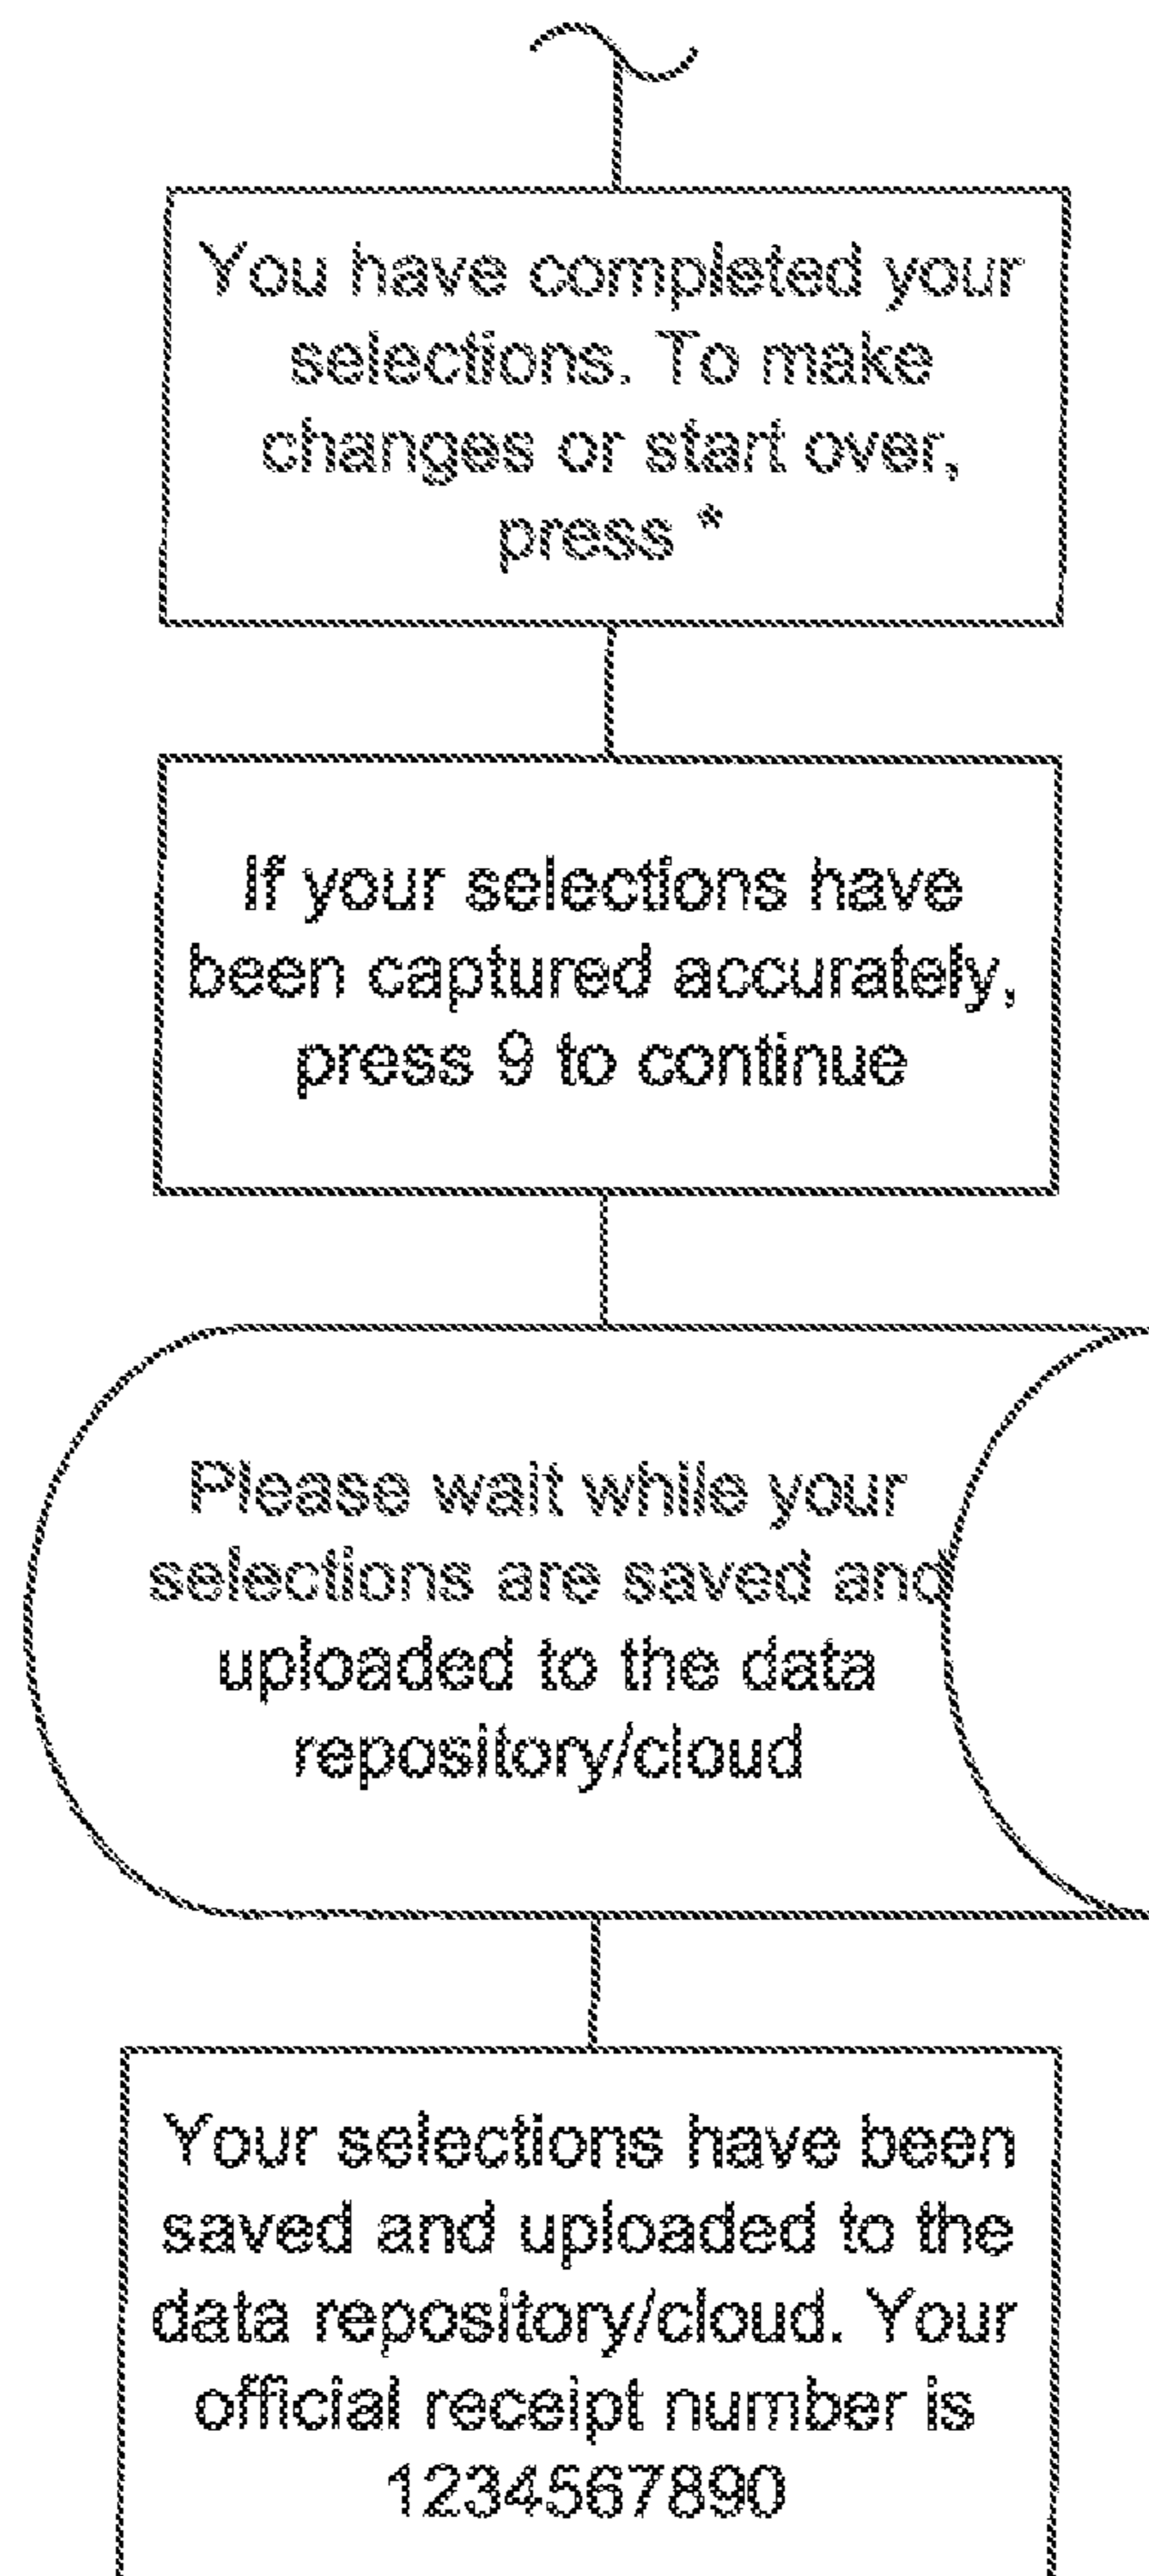 You have completed your
selections. To make
changes or start over,
press *
If your selections have
been captured accurately,
press 9 to continue
Please wait while your
selections are saved and
uploaded to the data
repository/cloud
Your selections have been
saved and uploaded to the
data repository/cloud. Your
official receipt number is
1234567890